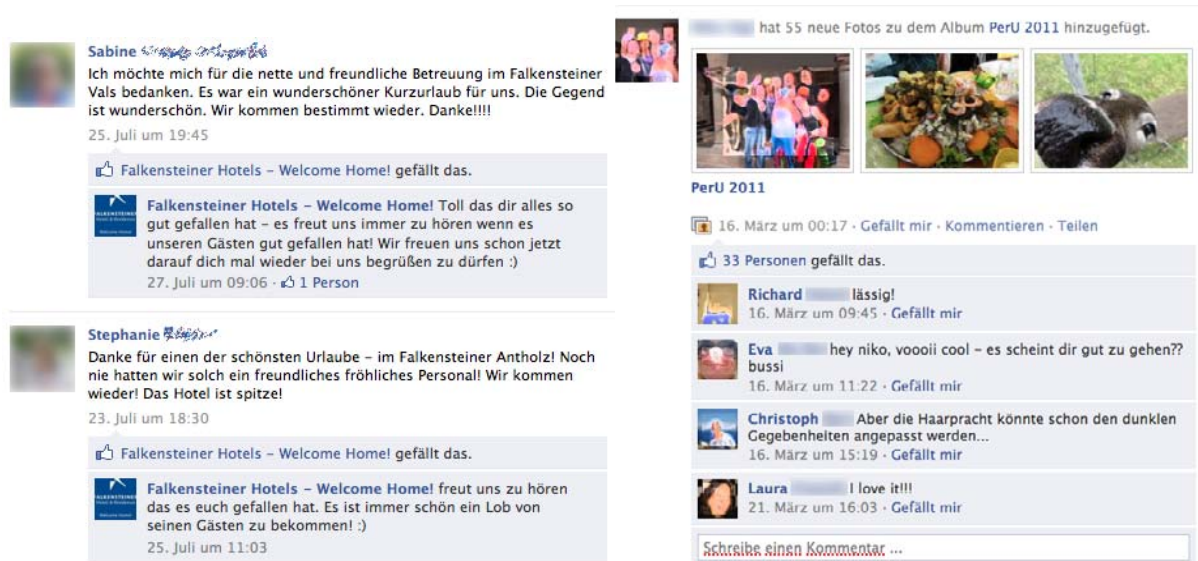 Sabine
Ich möchte mich für die nette und freundliche Betreuung im Falkensteiner
Vals bedanken. Es war ein wunderschöner Kurzurlaub für uns. Die Gegend
ist wunderschön. Wir kommen bestimmt wieder. Danke!!!!
25. Juli um 19:45
Falkensteiner Hotels – Welcome Home! gefällt das.
Falkensteiner Hotels – Welcome Home! Toll das dir alles so
gut gefallen hat – es freut uns immer zu hören wenn es
unseren Gästen gut gefallen hat! Wir freuen uns schon jetzt
darauf dich mal wieder bei uns begrüßen zu dürfen :)
27. Juli um 09:06 · 1 Person
Stephanie
Danke für einen der schönsten Urlaube – im Falkensteiner Antholz! Noch
nie hatten wir solch ein freundliches fröhliches Personal! Wir kommen
wieder! Das Hotel ist spitze!
23. Juli um 18:30
Falkensteiner Hotels – Welcome Home! gefällt das.
Falkensteiner Hotels – Welcome Home! freut uns zu hören
das es euch gefallen hat. Es ist immer schön ein Lob von
seinen Gästen zu bekommen! :)
25. Juli um 11:03
hat 55 neue Fotos zu dem Album PerU 2011 hinzugefügt.
PerU 2011
16. März um 00:17 · Gefällt mir · Kommentieren · Teilen
33 Personen gefällt das.
Richard lässig!
16. März um 09:45 · Gefällt mir
Eva hey niko, voooii cool – es scheint dir gut zu gehen??
bussi
16. März um 11:22 · Gefällt mir
Christoph Aber die Haarpracht könnte schon den dunklen
Gegebenheiten angepasst werden...
16. März um 15:19 · Gefällt mir
Laura I love it!!!
21. März um 16:03 · Gefällt mir
Schreibe einen Kommentar ...